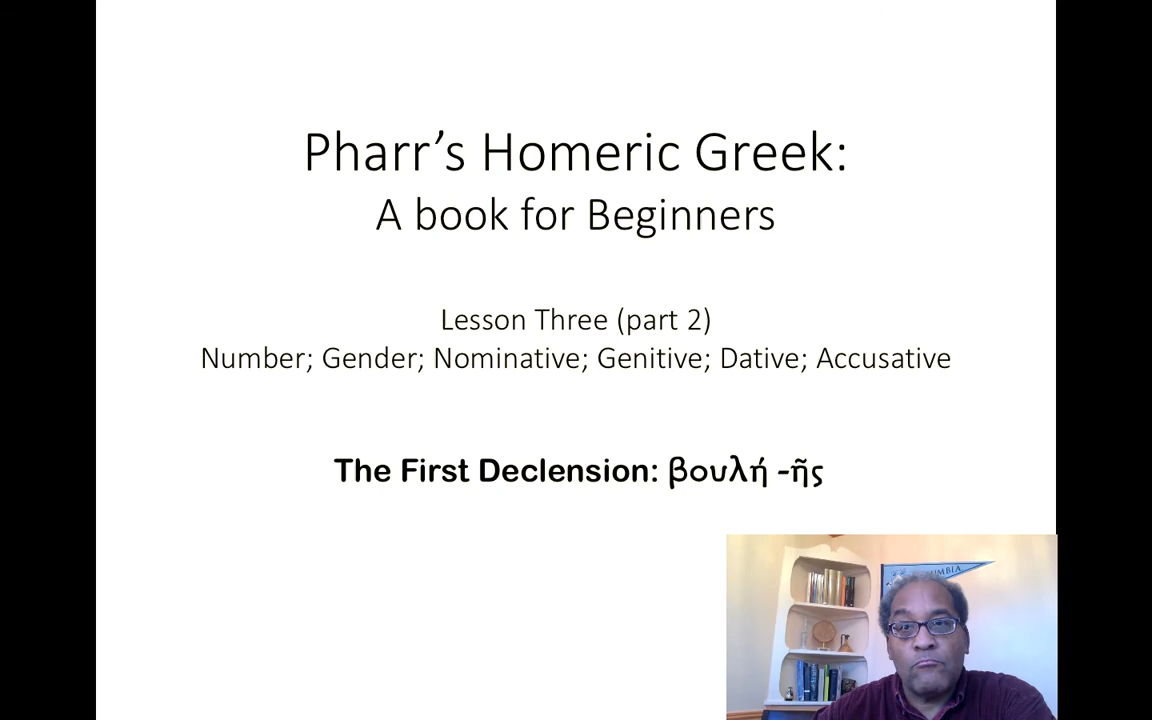 Pharr’s Homeric Greek:
A book for Beginners
Lesson Three (part 2)
Number; Gender; Nominative; Genitive; Dative; Accusative
The First Declension: βουλή -ῆς